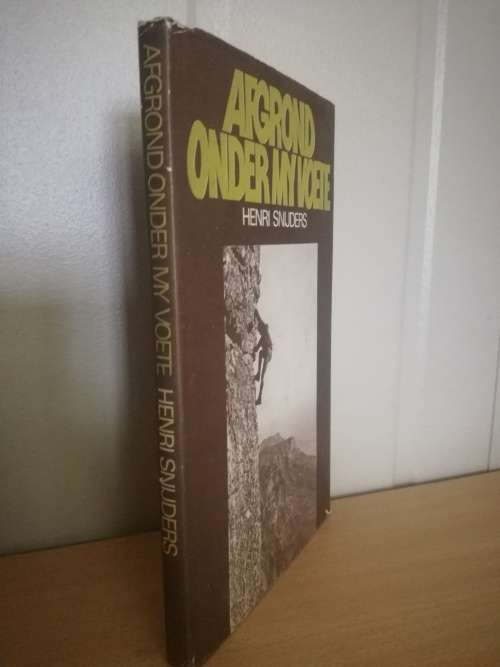 AFGROND ONDER MY VOETE HENRI SNIJDERS
AFGROND
ONDER MY VOETE
HENRI SNIJDERS